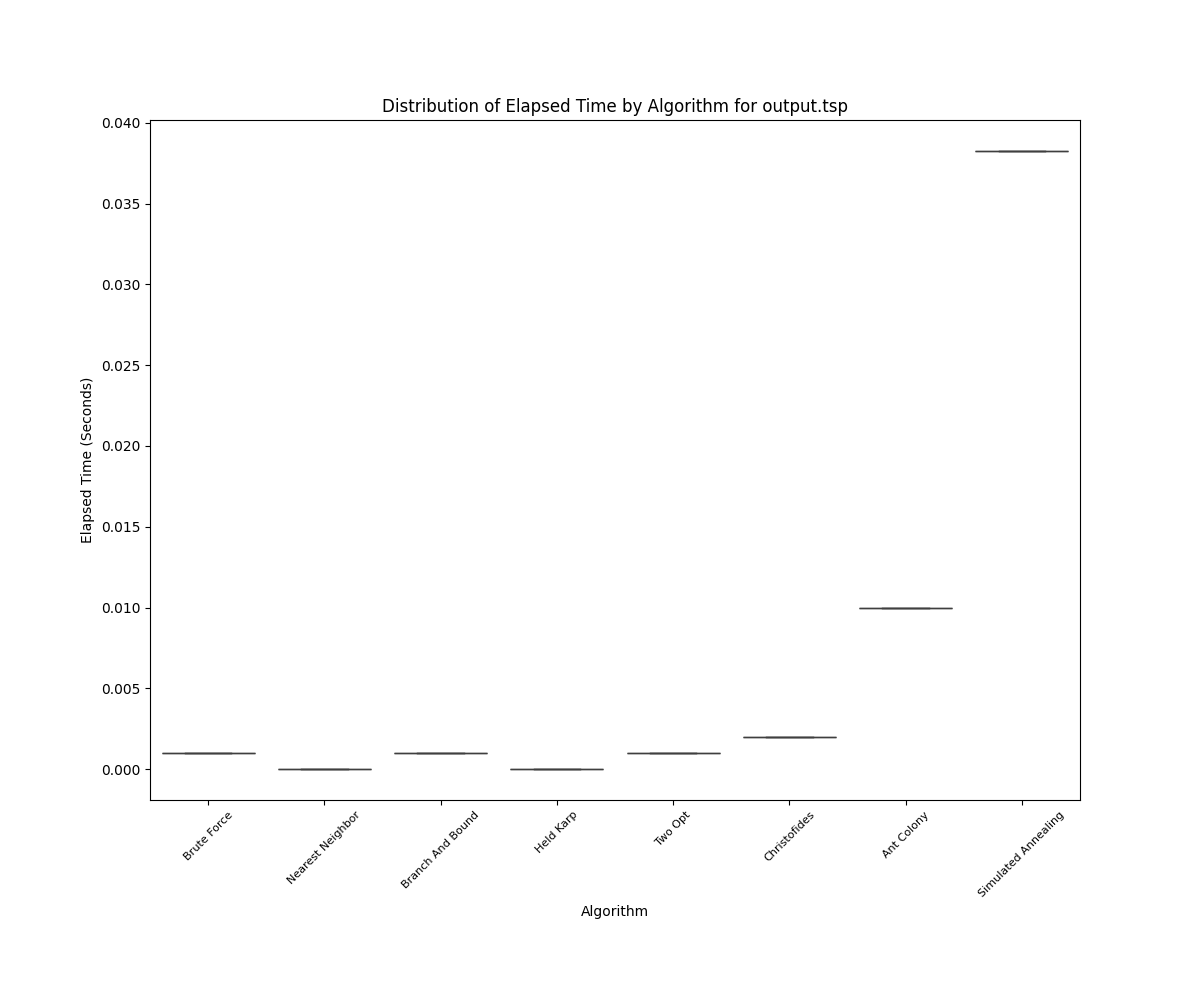 Distribution of Elapsed Time by Algorithm for output.tsp
0.040
0.035
0.030
0.025
0.020
0.015
0.010
0.005
0.000
Elapsed Time (Seconds)
Brute Force
Nearest Neighbor
Branch And Bound
Held Karp
Two Opt
Christofides
Ant Colony
Simulated Annealing
Algorithm